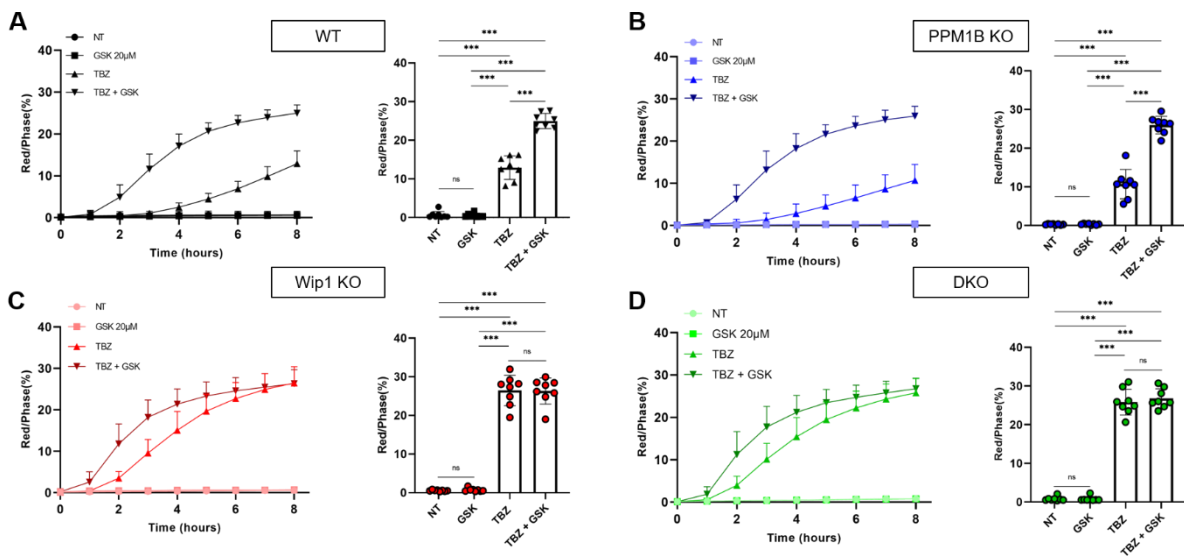 A
WT
NT
GSK 20μM
TBZ
TBZ + GSK
Red/Phase(%)
40
30
20
10
0
0 2 4 6 8
Time (hours)
***
***
***
***
***
ns
Red/Phase(%)
40
30
20
10
0
NT GSK TBZ TBZ + GSK
B
PPM1B KO
NT
GSK 20μM
TBZ
TBZ + GSK
Red/Phase(%)
40
30
20
10
0
0 2 4 6 8
Time (hours)
***
***
***
***
***
ns
Red/Phase(%)
40
30
20
10
0
NT GSK TBZ TBZ + GSK
C
Wip1 KO
NT
GSK 20μM
TBZ
TBZ + GSK
Red/Phase(%)
40
30
20
10
0
0 2 4 6 8
Time (hours)
***
***
***
***
ns
ns
Red/Phase(%)
40
30
20
10
0
NT GSK TBZ TBZ + GSK
D
DKO
NT
GSK 20μM
TBZ
TBZ + GSK
Red/Phase(%)
40
30
20
10
0
0 2 4 6 8
Time (hours)
***
***
***
***
ns
ns
Red/Phase(%)
40
30
20
10
0
NT GSK TBZ TBZ + GSK